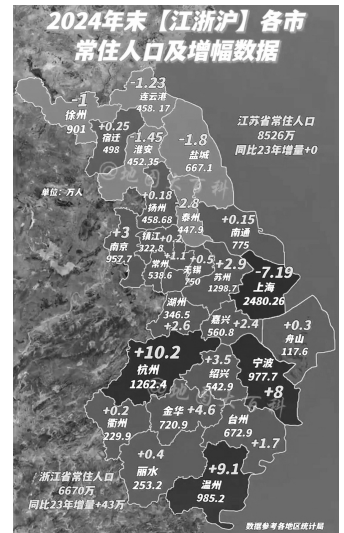 2024年末【江浙沪】各市
常住人口及增幅数据
-1.23
连云港
458.17
-1
徐州
901
+0.25
宿迁
498
-1.45
淮安
452.35
-1.8
盐城
667.1
江苏省常住人口
8526万
同比23年增量+0
单位：万人
+0.18
扬州
458.68
-2.8
泰州
447.9
+0.15
南通
775
+3
南京
957.7
镇江
+0.2
322.8
+1.1
常州
538.6
+0.5
无锡
750
+2.9
苏州
1298.7
-7.19
上海
2480.26
湖州
346.5
+2.6
嘉兴
+2.4
560.8
+0.3
舟山
117.6
+10.2
杭州
1262.4
+3.5
绍兴
542.9
宁波
977.7
+8
+0.2
衢州
229.9
金华
+4.6
720.9
台州
672.9
+1.7
+0.4
丽水
253.2
+9.1
温州
985.2
浙江省常住人口
6670万
同比23年增量+43万
数据参考各地区统计局